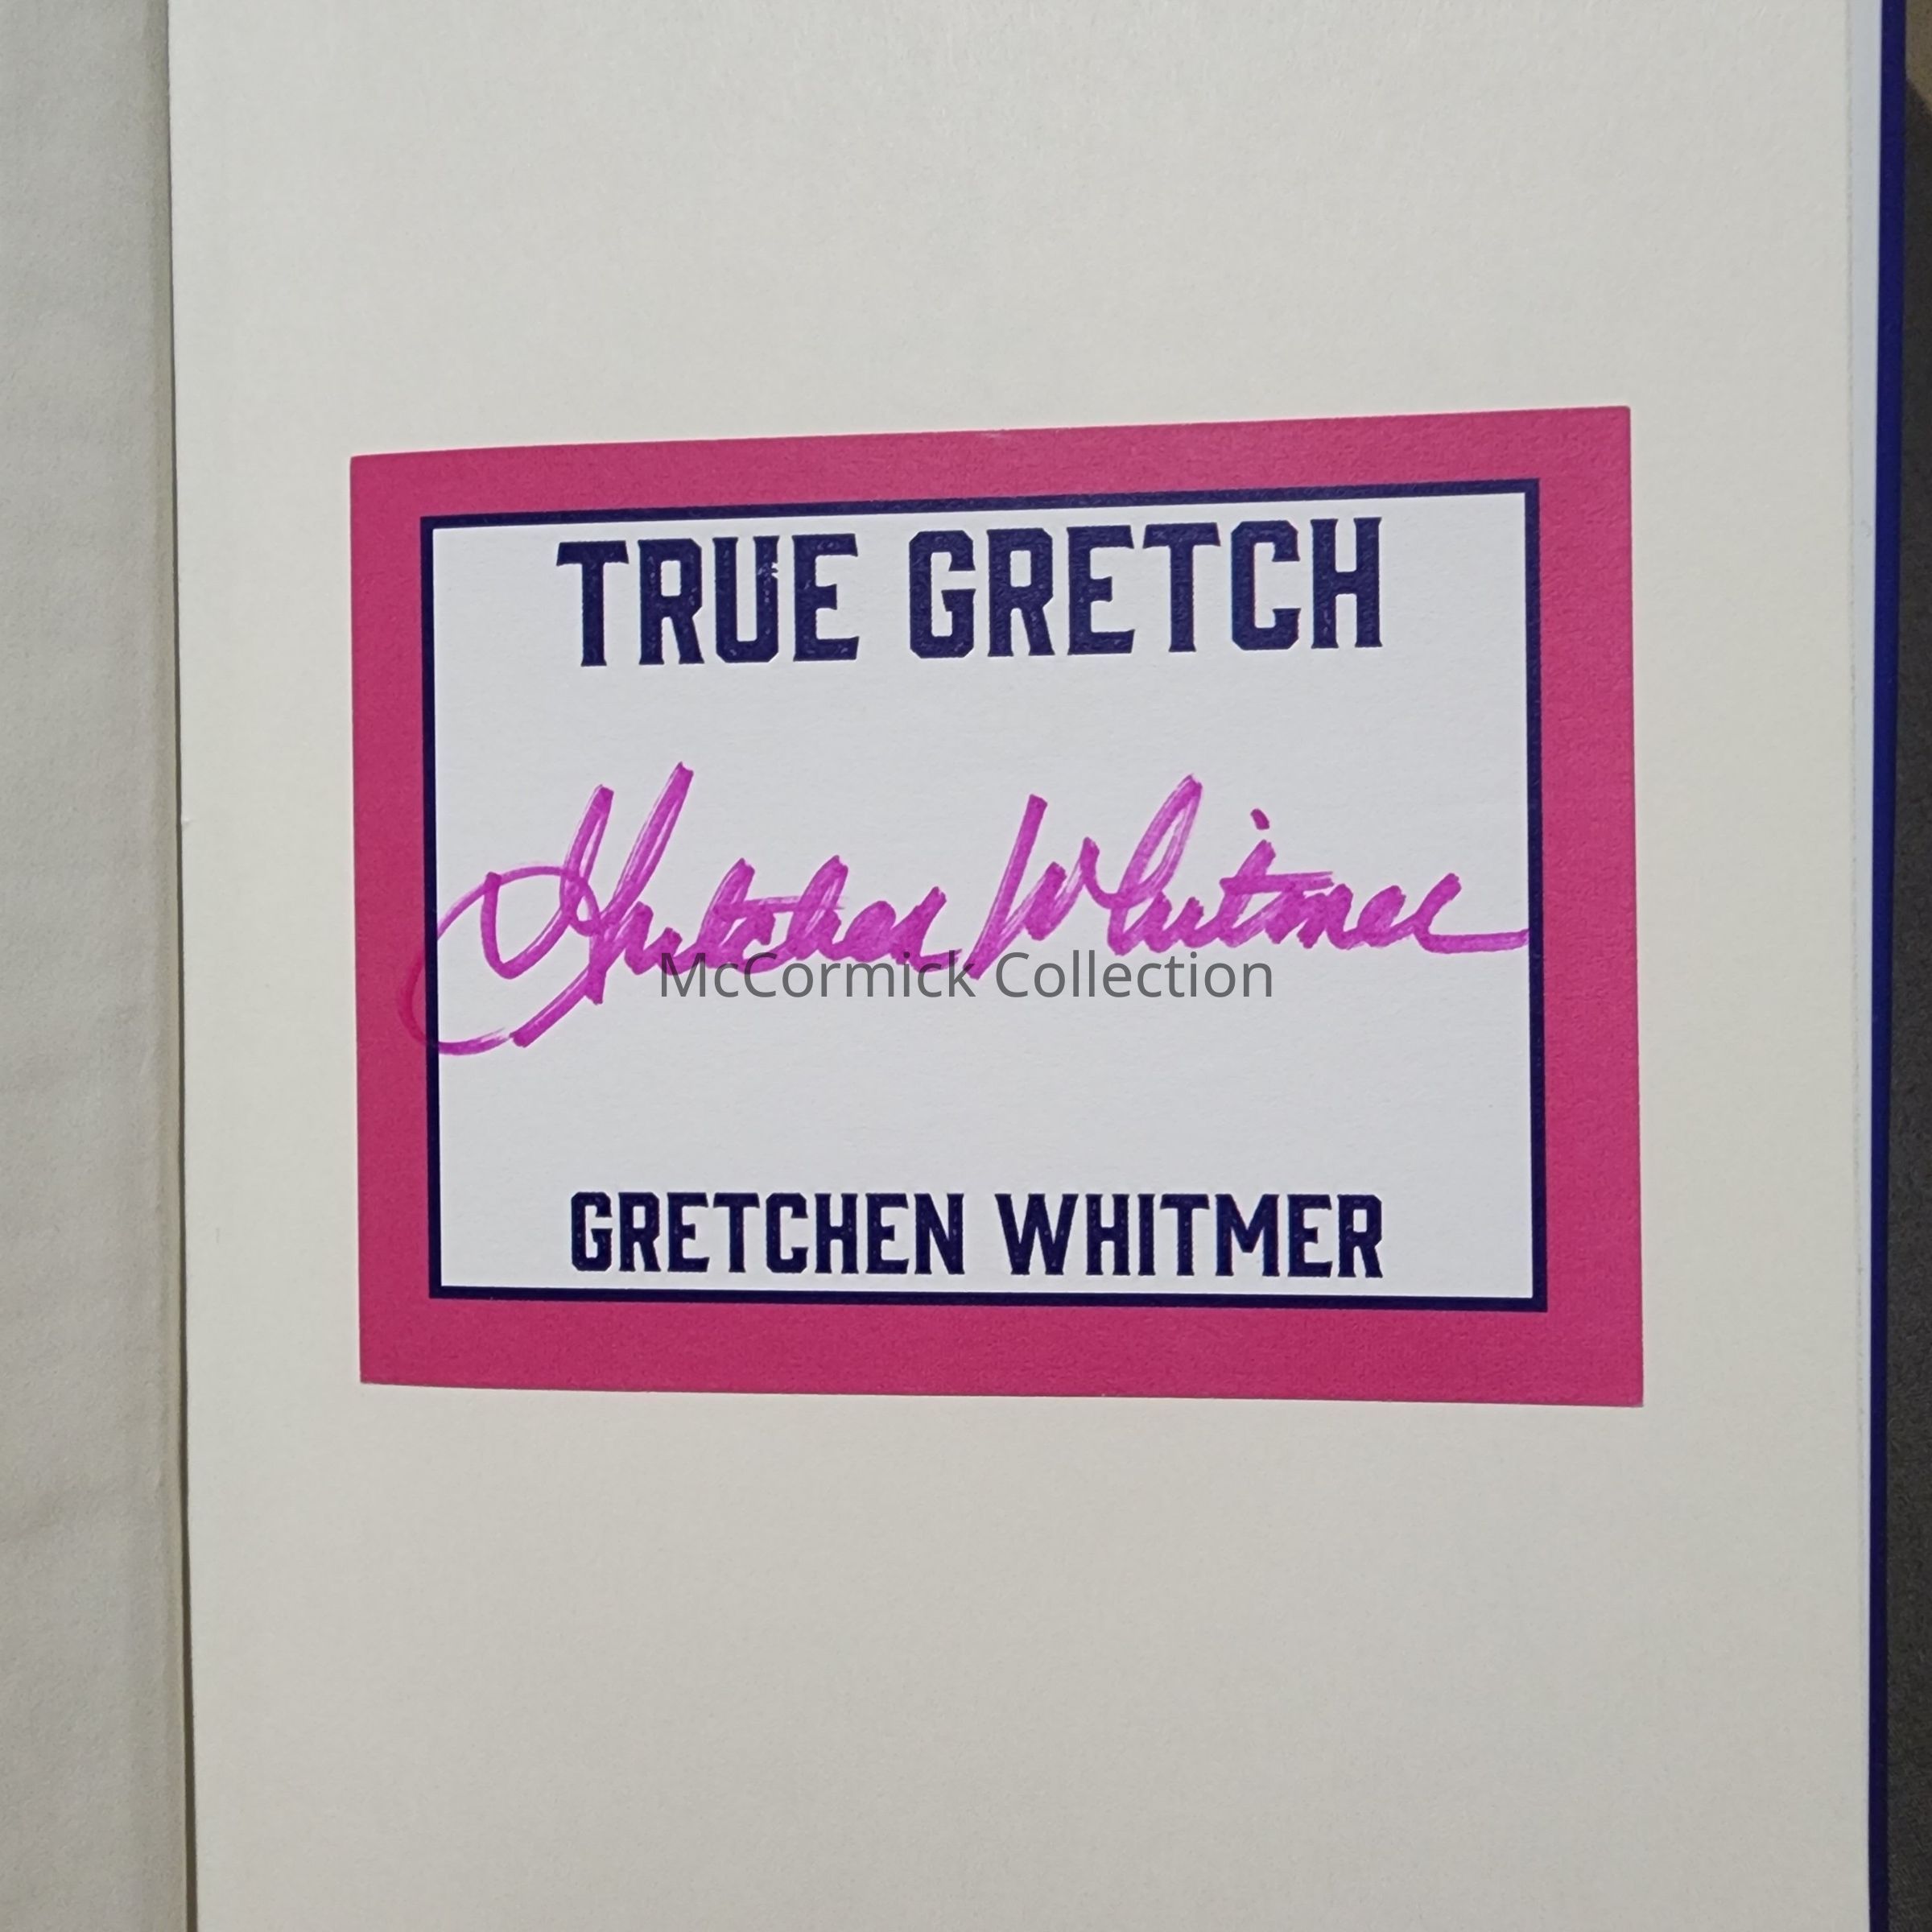 TRUE GRETCH
Gretchen Whitmer
McCormick Collection
GRETCHEN WHITMER